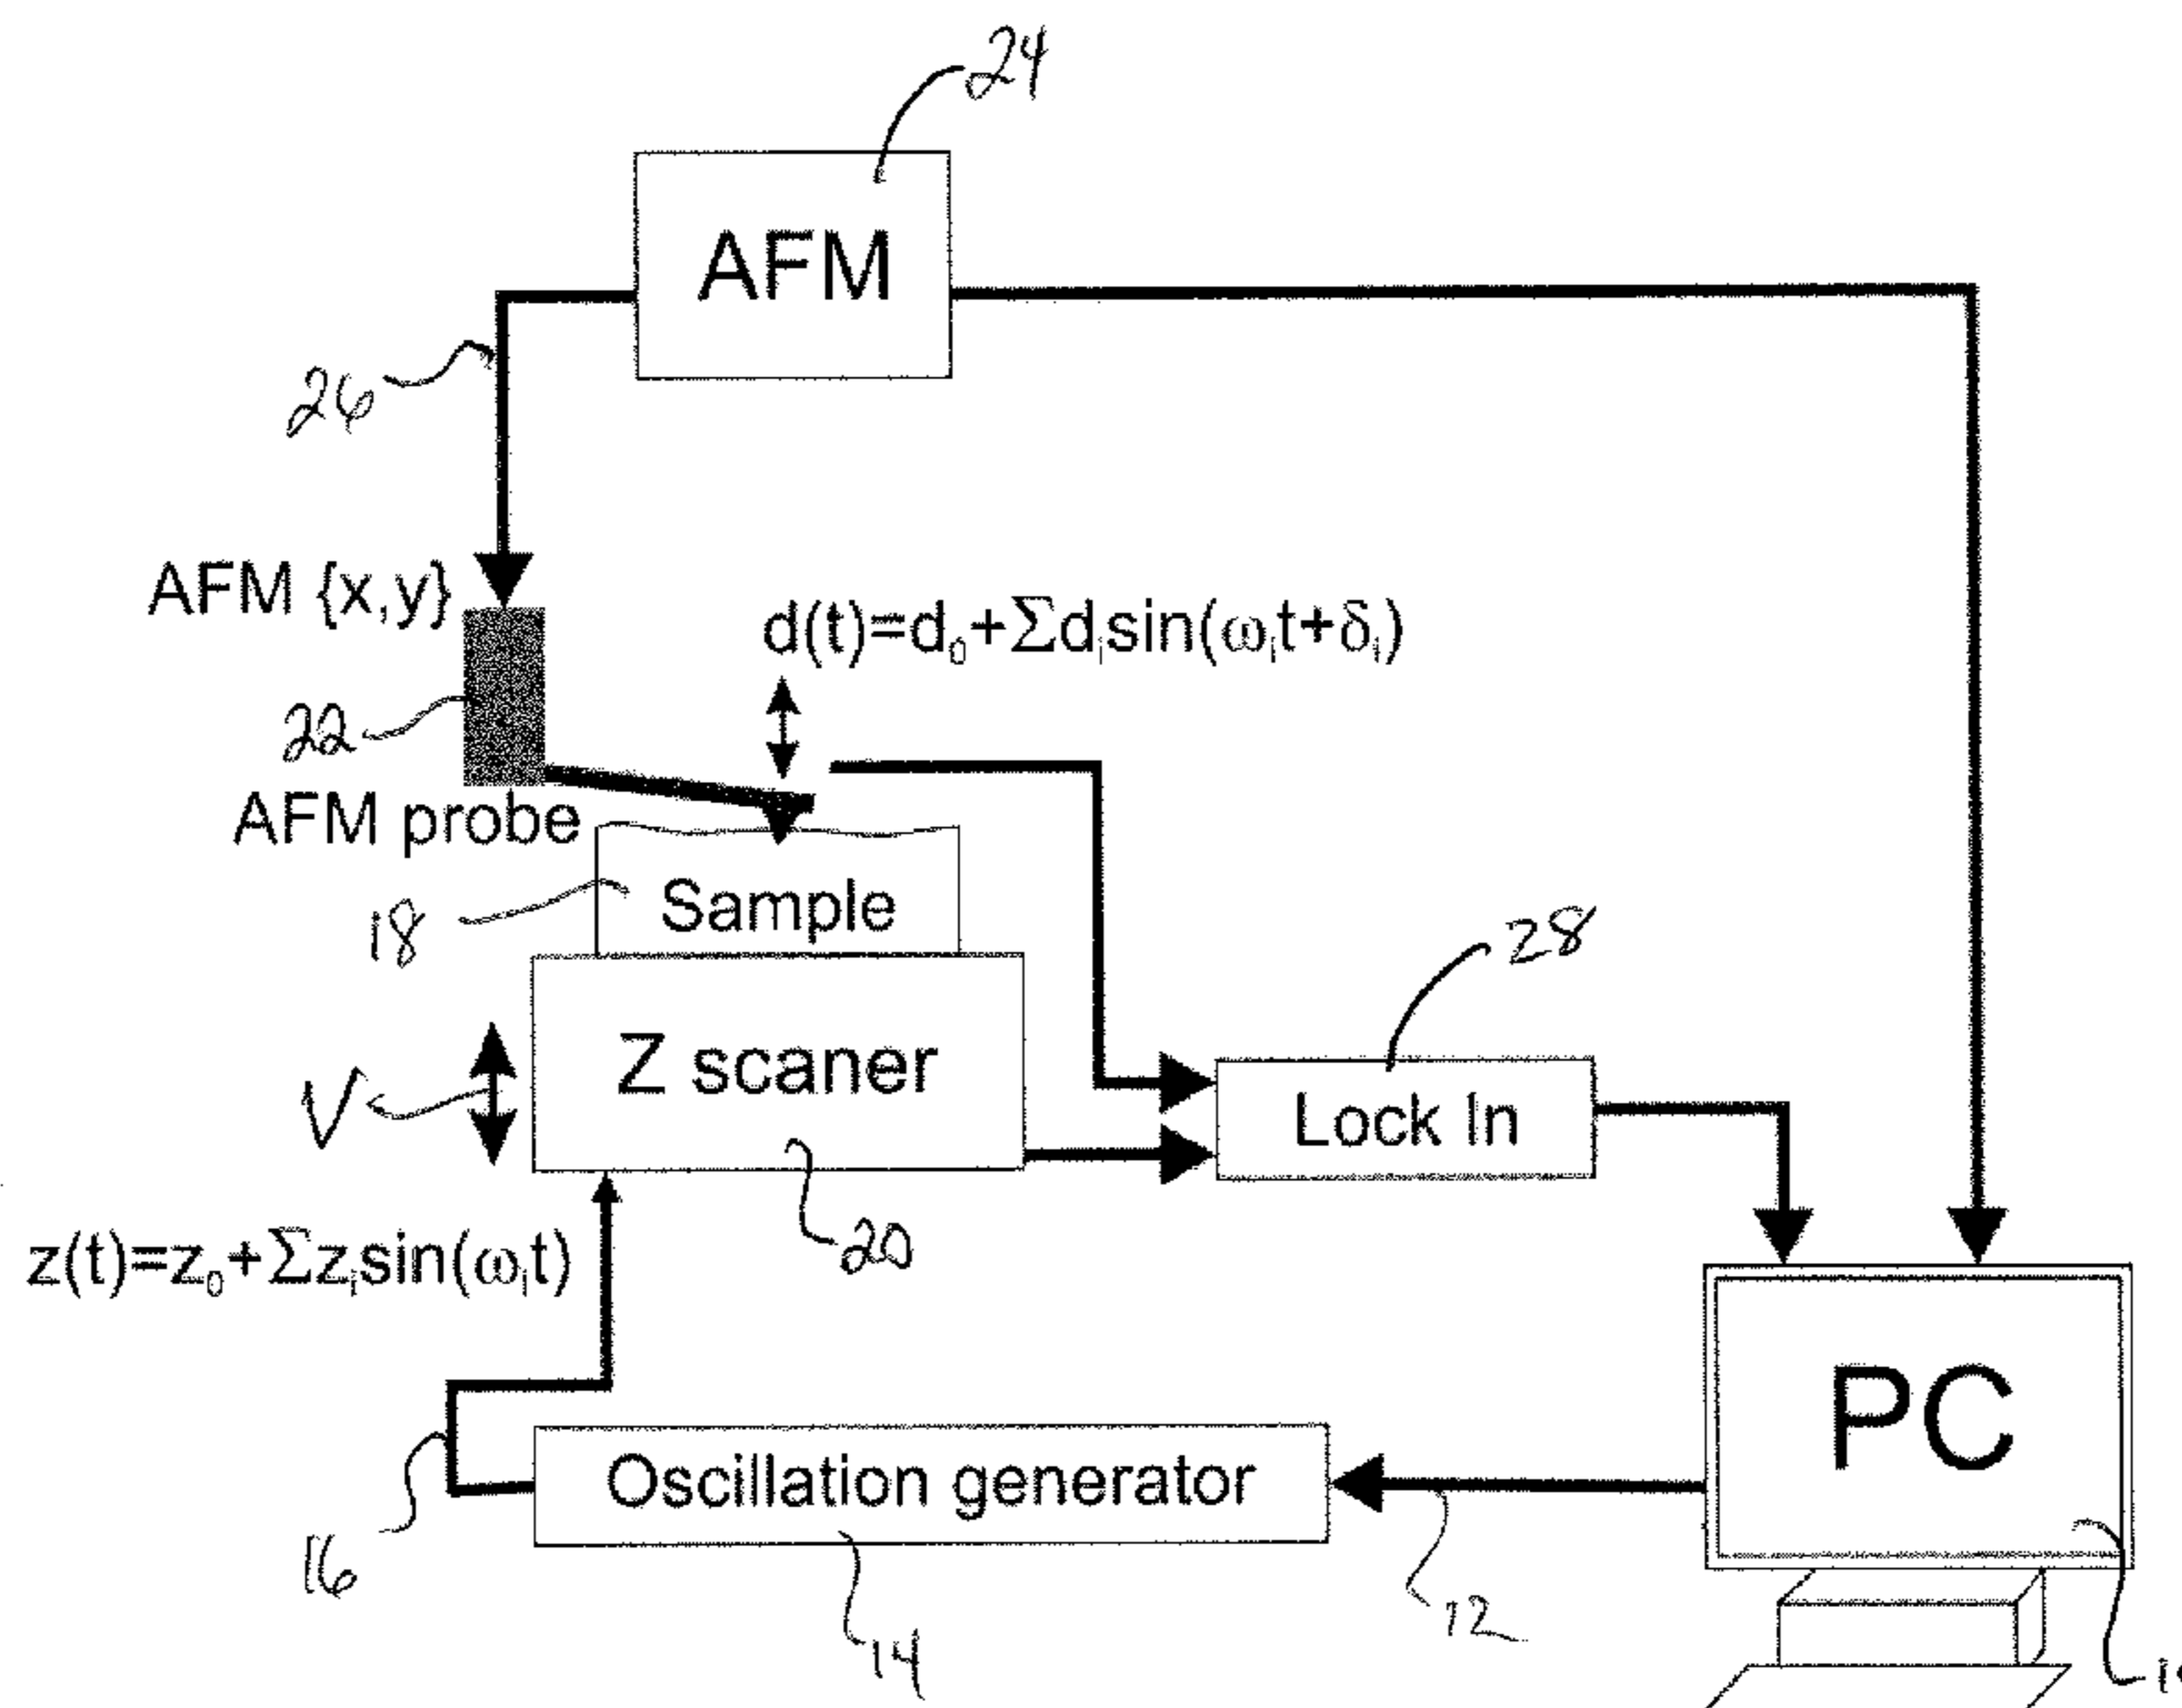 24
AFM
26
AFM {x,y}
d(t)=d₀+Σdᵢsin(ωᵢt+δᵢ)
22
AFM probe
18
Sample
28
V
Z scaner
Lock In
20
z(t)=z₀+Σzᵢsin(ωᵢt)
PC
Oscillation generator
16
12
14